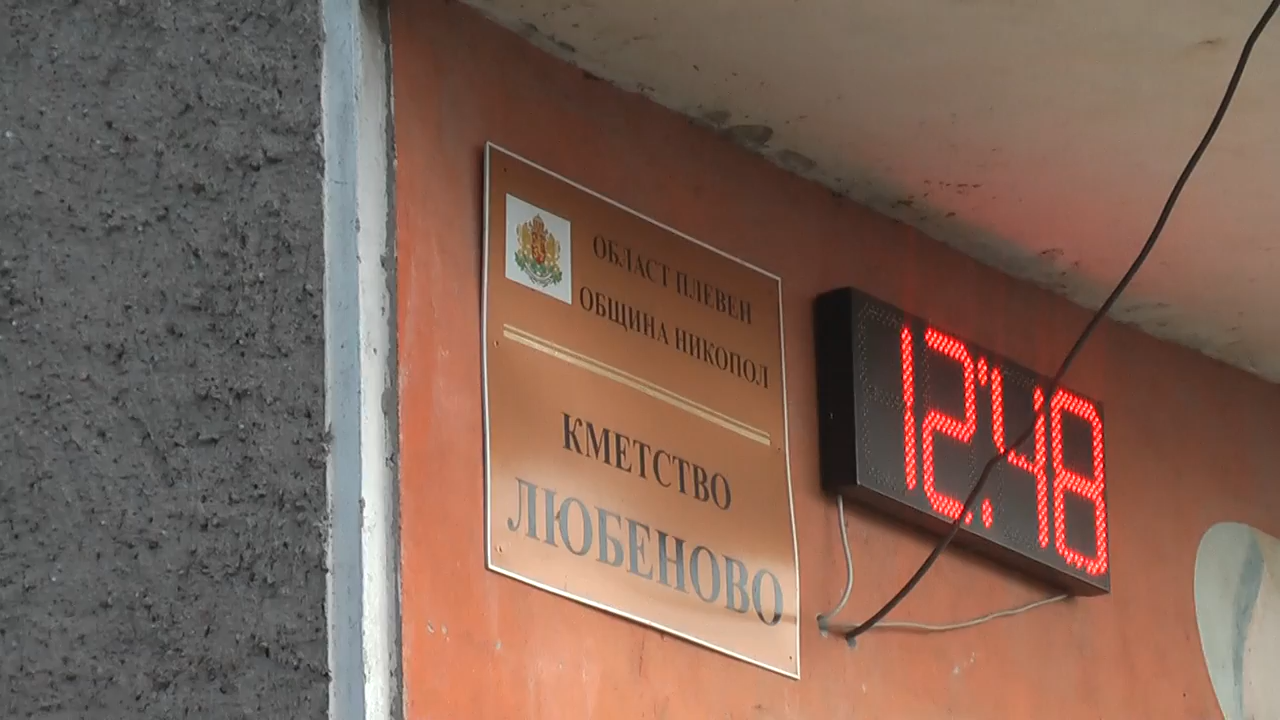 ОБЛАСТ ПЛЕВЕН
ОБЩИНА НИКОПОЛ
КМЕТСТВО
ЛЮБЕНОВО
12:48